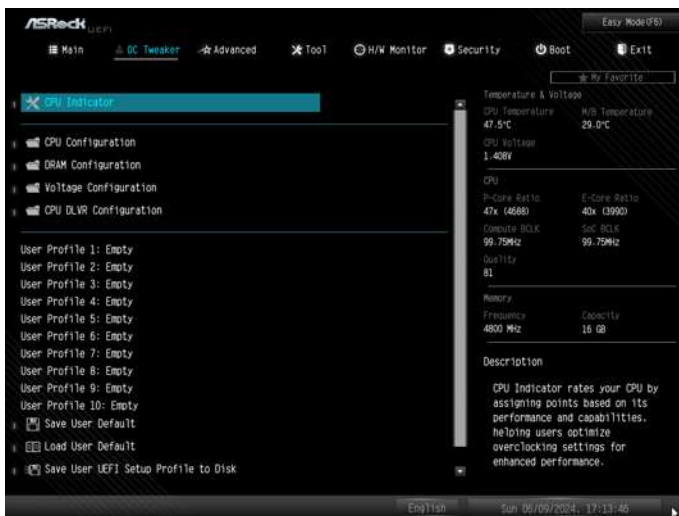 ASRock UEFI
Easy Mode(F6)
Main OC Tweaker Advanced Tool H/W Monitor Security Boot Exit
My Favorite
CPU Indicator
CPU Configuration
DRAM Configuration
Voltage Configuration
CPU DLVR Configuration
User Profile 1: Empty
User Profile 2: Empty
User Profile 3: Empty
User Profile 4: Empty
User Profile 5: Empty
User Profile 6: Empty
User Profile 7: Empty
User Profile 8: Empty
User Profile 9: Empty
User Profile 10: Empty
Save User Default
Load User Default
Save User UEFI Setup Profile to Disk
Temperature & Voltage
CPU Temperature M/B Temperature
47.5°C 29.0°C
CPU Voltage
1.408V
CPU
P-Core Ratio E-Core Ratio
47x (4688) 40x (3990)
Compute BCLK SoC BCLK
99.75MHz 99.75MHz
Quality
81
Memory
Frequency Capacity
4800 MHz 16 GB
Description
CPU Indicator rates your CPU by
assigning points based on its
performance and capabilities,
helping users optimize
overclocking settings for
enhanced performance.
English
Sun 06/09/2024, 17:13:46